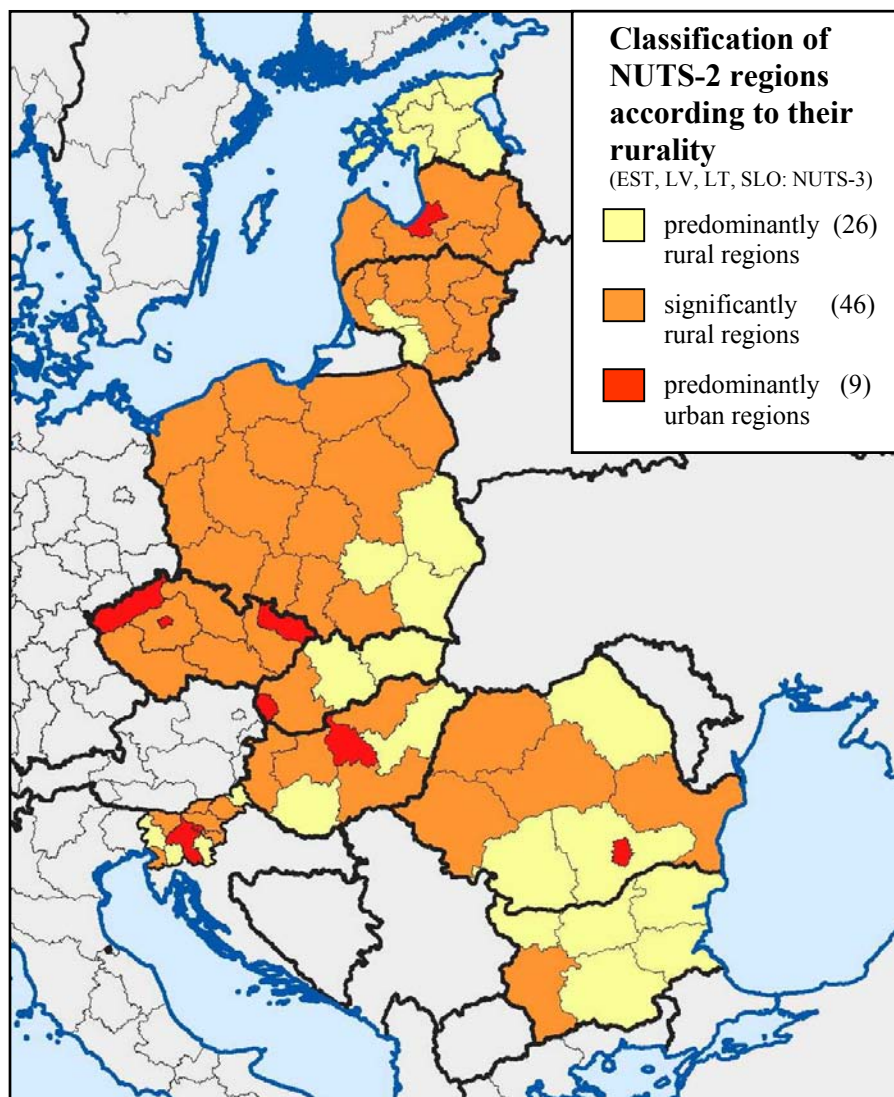 Classification of
NUTS-2 regions
according to their
rurality
(EST, LV, LT, SLO: NUTS-3)
predominantly (26)
rural regions
significantly (46)
rural regions
predominantly (9)
urban regions